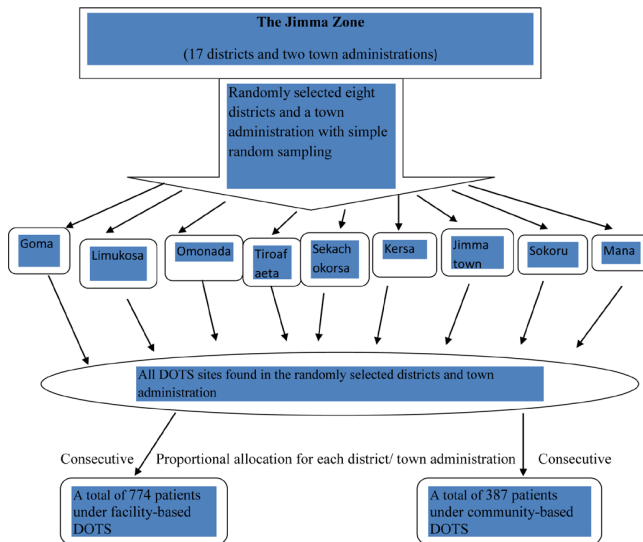 The Jimma Zone
(17 districts and two town administrations)
Randomly selected eight
districts and a town
administration with simple
random sampling
Goma
Limukosa
Omonada
Tiroaf
aeta
Sekach
okorsa
Kersa
Jimma
town
Sokoru
Mana
All DOTS sites found in the randomly selected districts and town
administration
Consecutive
Proportional allocation for each district/ town administration
Consecutive
A total of 774 patients
under facility-based
DOTS
A total of 387 patients
under community-based
DOTS